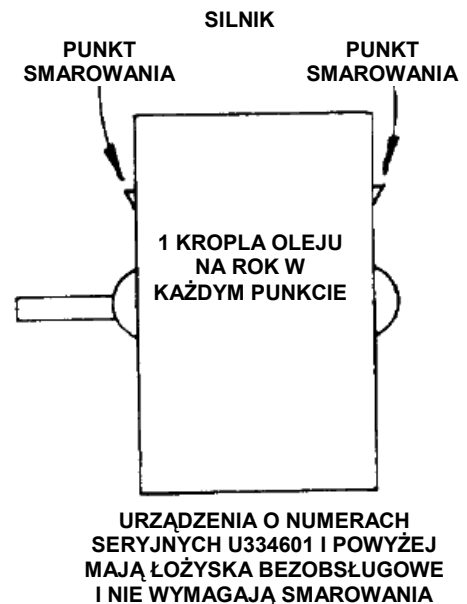 SILNIK
PUNKT
SMAROWANIA
PUNKT
SMAROWANIA
1 KROPLA OLEJU
NA ROK W
KAŻDYM PUNKCIE
URZĄDZENIA O NUMERACH
SERYJNYCH U334601 I POWYŻEJ
MAJĄ ŁOŻYSKA BEZOBSŁUGOWE
I NIE WYMAGAJĄ SMAROWANIA